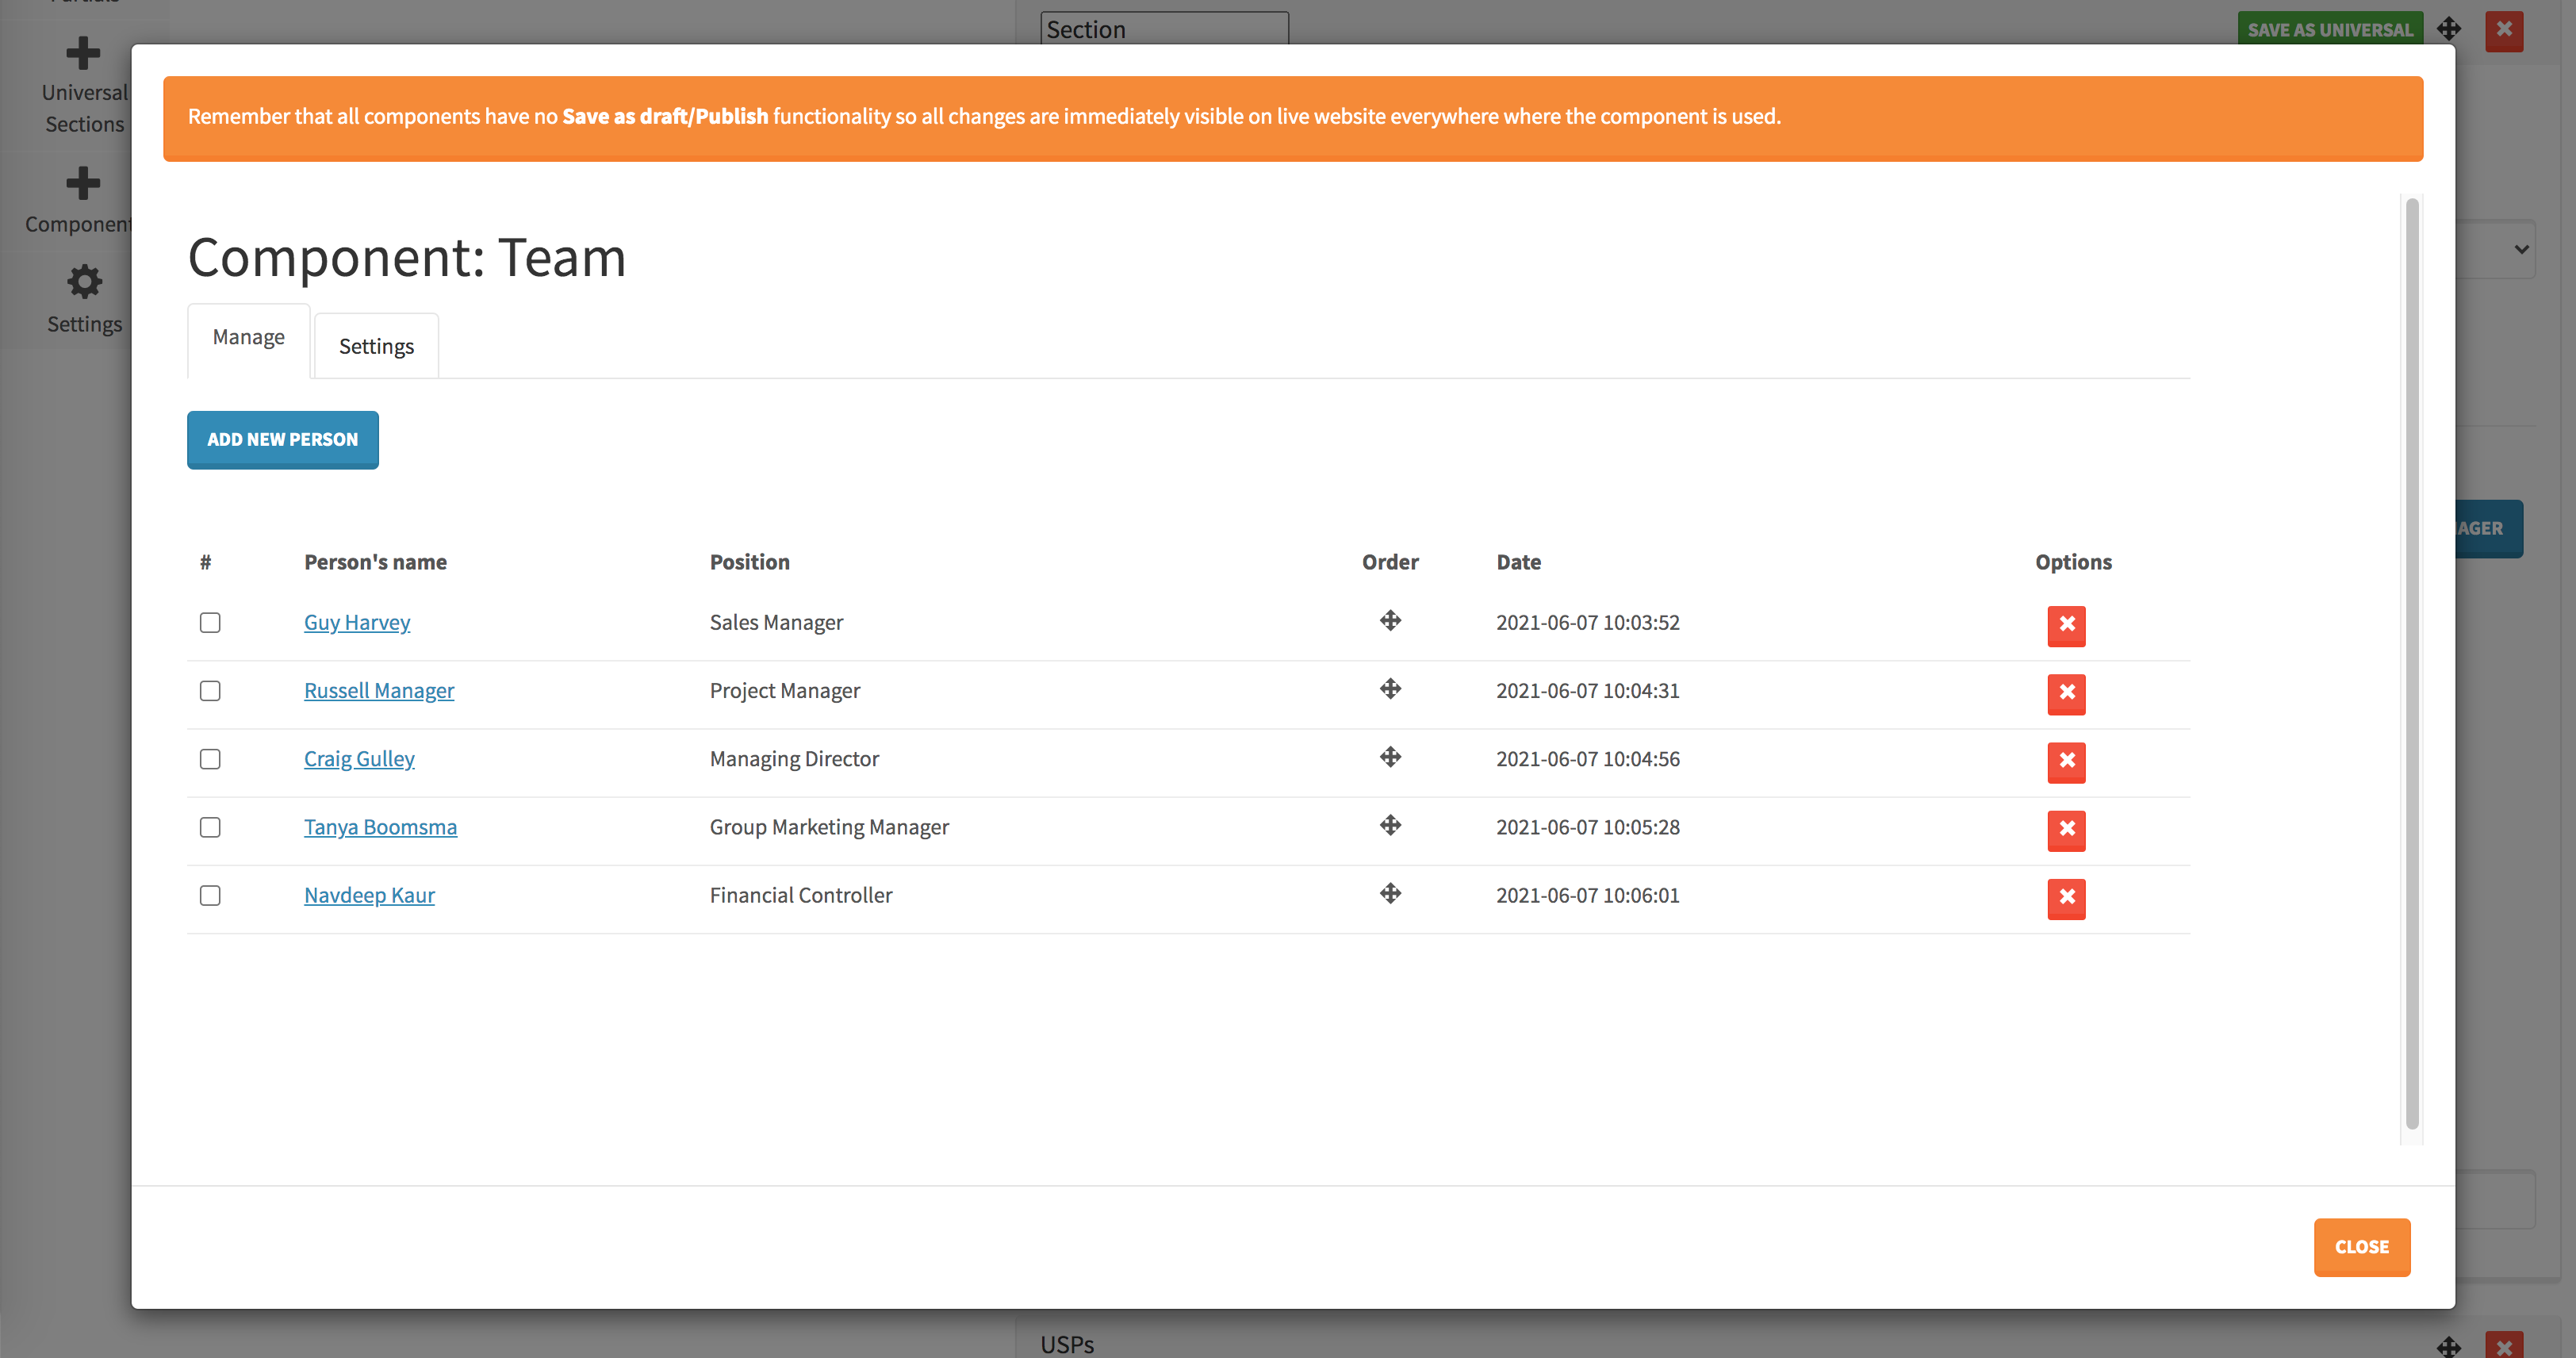 Section
SAVE AS UNIVERSAL
Universal
Sections
Component
Settings
Remember that all components have no Save as draft/Publish functionality so all changes are immediately visible on live website everywhere where the component is used.
Component: Team
Manage
Settings
ADD NEW PERSON
AGER
# Person's name Position Order Date Options
Guy Harvey Sales Manager 2021-06-07 10:03:52
Russell Manager Project Manager 2021-06-07 10:04:31
Craig Gulley Managing Director 2021-06-07 10:04:56
Tanya Boomsma Group Marketing Manager 2021-06-07 10:05:28
Navdeep Kaur Financial Controller 2021-06-07 10:06:01
CLOSE
USPs